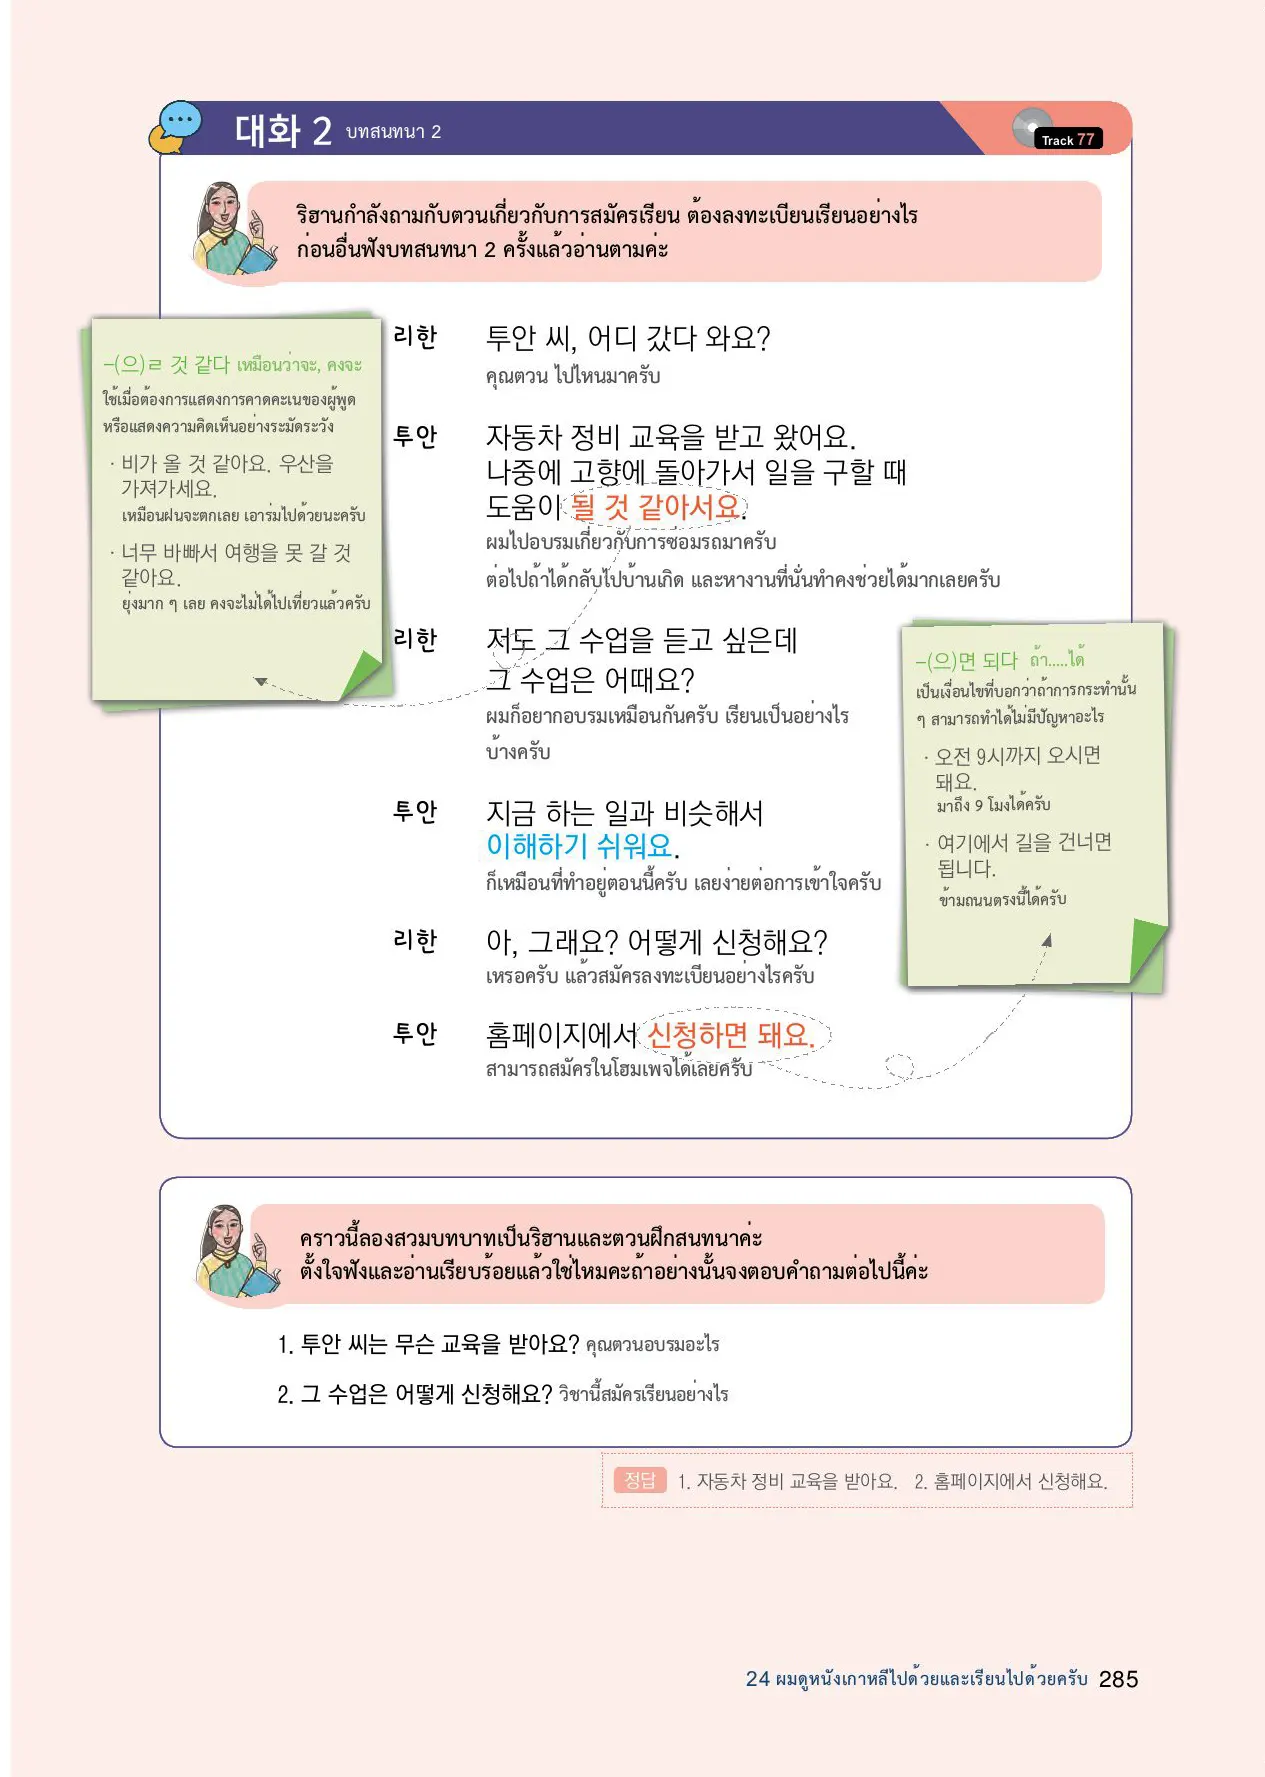 대화 2 บทสนทนา 2
Track 77
ริฮานกำลังถามกับตวนเกี่ยวกับการสมัครเรียน ต้องลงทะเบียนเรียนอย่างไร
ก่อนอื่นฟังบทสนทนา 2 ครั้งแล้วอ่านตามค่ะ
리한 투안 씨, 어디 갔다 와요?
คุณตวน ไปไหนมาครับ
투안 자동차 정비 교육을 받고 왔어요.
나중에 고향에 돌아가서 일을 구할 때
도움이 될 것 같아서요.
ผมไปอบรมเกี่ยวกับการซ่อมรถมาครับ
ต่อไปถ้าได้กลับไปบ้านเกิด และหางานที่นั่นทำคงช่วยได้มากเลยครับ
리한 저도 그 수업을 듣고 싶은데
그 수업은 어때요?
ผมก็อยากอบรมเหมือนกันครับ เรียนเป็นอย่างไร
บ้างครับ
투안 지금 하는 일과 비슷해서
이해하기 쉬워요.
ก็เหมือนที่ทำอยู่ตอนนี้ครับ เลยง่ายต่อการเข้าใจครับ
리한 아, 그래요? 어떻게 신청해요?
เหรอครับ แล้วสมัครลงทะเบียนอย่างไรครับ
투안 홈페이지에서 신청하면 돼요.
สามารถสมัครในโฮมเพจได้เลยครับ
-(으)ㄹ 것 같다 เหมือนว่าจะ, คงจะ
ใช้เมื่อต้องการแสดงการคาดคะเนของผู้พูด
หรือแสดงความคิดเห็นอย่างระมัดระวัง
· 비가 올 것 같아요. 우산을
가져가세요.
เหมือนฝนจะตกเลย เอาร่มไปด้วยนะครับ
· 너무 바빠서 여행을 못 갈 것
같아요.
ยุ่งมาก ๆ เลย คงจะไม่ได้ไปเที่ยวแล้วครับ
-(으)면 되다 ถ้า.....ได้
เป็นเงื่อนไขที่บอกว่าถ้าการกระทำนั้น
ๆ สามารถทำได้ไม่มีปัญหาอะไร
· 오전 9시까지 오시면
돼요.
มาถึง 9 โมงได้ครับ
· 여기에서 길을 건너면
됩니다.
ข้ามถนนตรงนี้ได้ครับ
คราวนี้ลองสวมบทบาทเป็นริฮานและตวนฝึกสนทนาค่ะ
ตั้งใจฟังและอ่านเรียบร้อยแล้วใช่ไหมคะถ้าอย่างนั้นจงตอบคำถามต่อไปนี้ค่ะ
1. 투안 씨는 무슨 교육을 받아요? คุณตวนอบรมอะไร
2. 그 수업은 어떻게 신청해요? วิชานี้สมัครเรียนอย่างไร
정답 1. 자동차 정비 교육을 받아요. 2. 홈페이지에서 신청해요.
24 ผมดูหนังเกาหลีไปด้วยและเรียนไปด้วยครับ 285